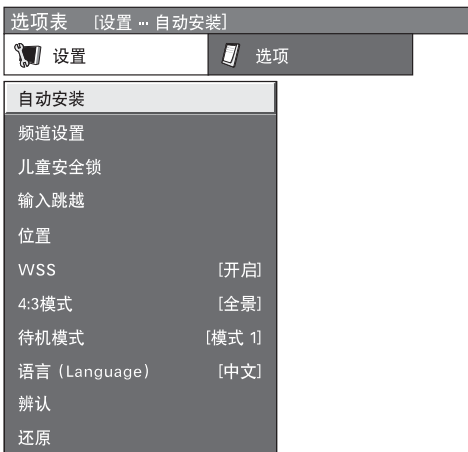 选项表 [设置 ... 自动安装]
设置 选项
自动安装
频道设置
儿童安全锁
输入跳越
位置
WSS [开启]
4:3模式 [全景]
待机模式 [模式 1]
语言（Language） [中文]
辨认
还原